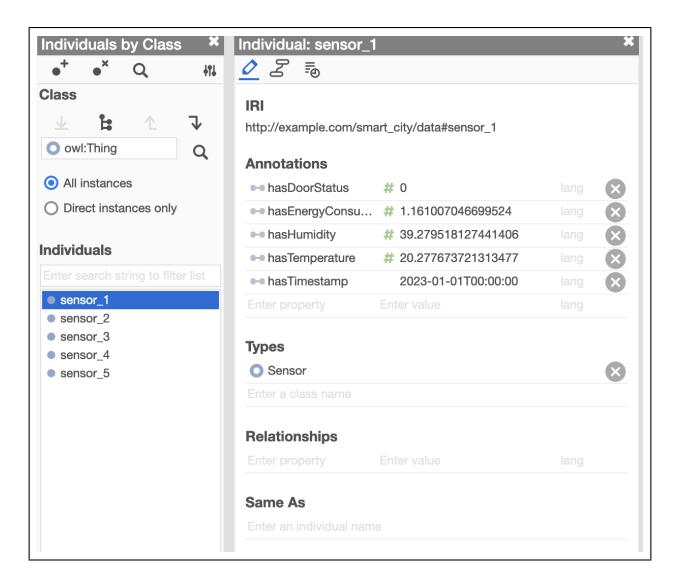 Individuals by Class
Class
owl:Thing
All instances
Direct instances only
Individuals
Enter search string to filter list
sensor_1
sensor_2
sensor_3
sensor_4
sensor_5
Individual: sensor_1
IRI
http://example.com/smart_city/data#sensor_1
Annotations
hasDoorStatus # 0 lang
hasEnergyConsu... # 1.161007046699524 lang
hasHumidity # 39.279518127441406 lang
hasTemperature # 20.277673721313477 lang
hasTimestamp 2023-01-01T00:00:00 lang
Enter property Enter value lang
Types
Sensor
Enter a class name
Relationships
Enter property Enter value lang
Same As
Enter an individual name